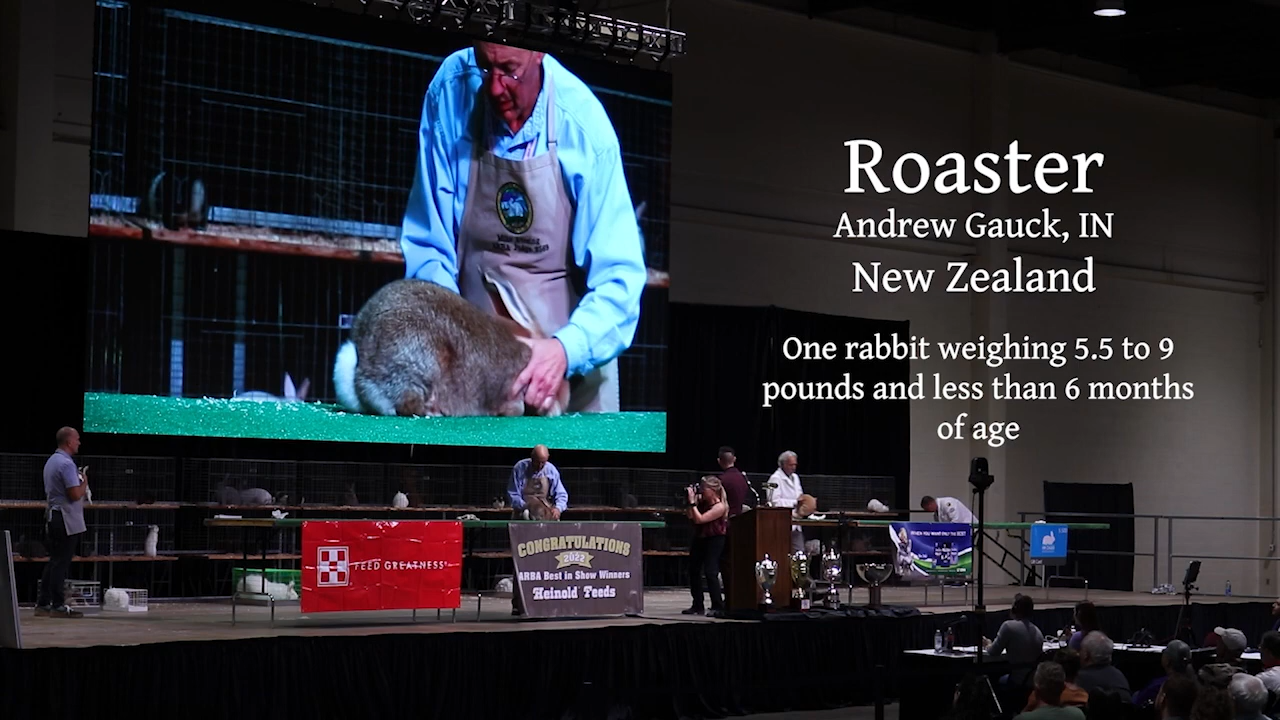 Roaster
Andrew Gauck, IN
New Zealand
One rabbit weighing 5.5 to 9
pounds and less than 6 months
of age
FEED GREATNESS
CONGRATULATIONS
2022
ARBA Best in Show Winners
Heinold Feeds